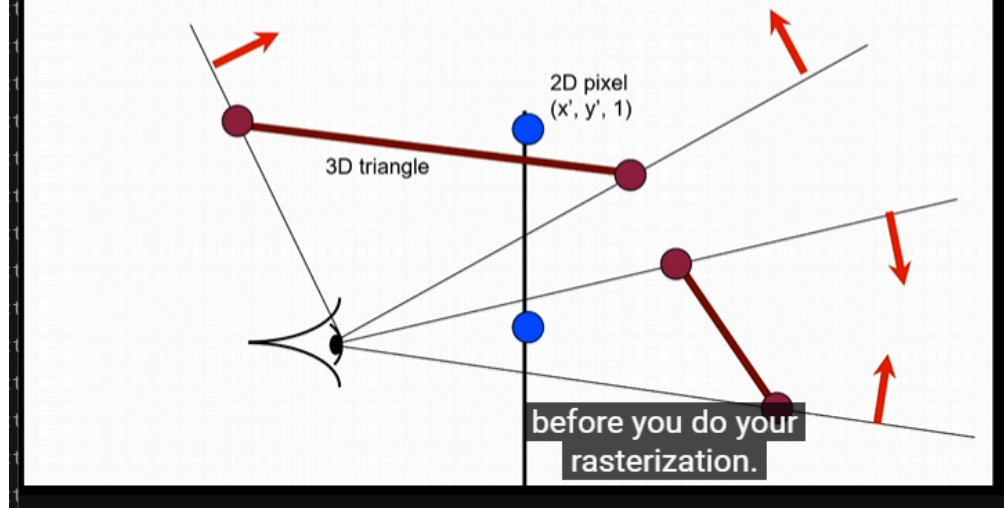 2D pixel
(x', y', 1)
3D triangle
before you do your
rasterization.